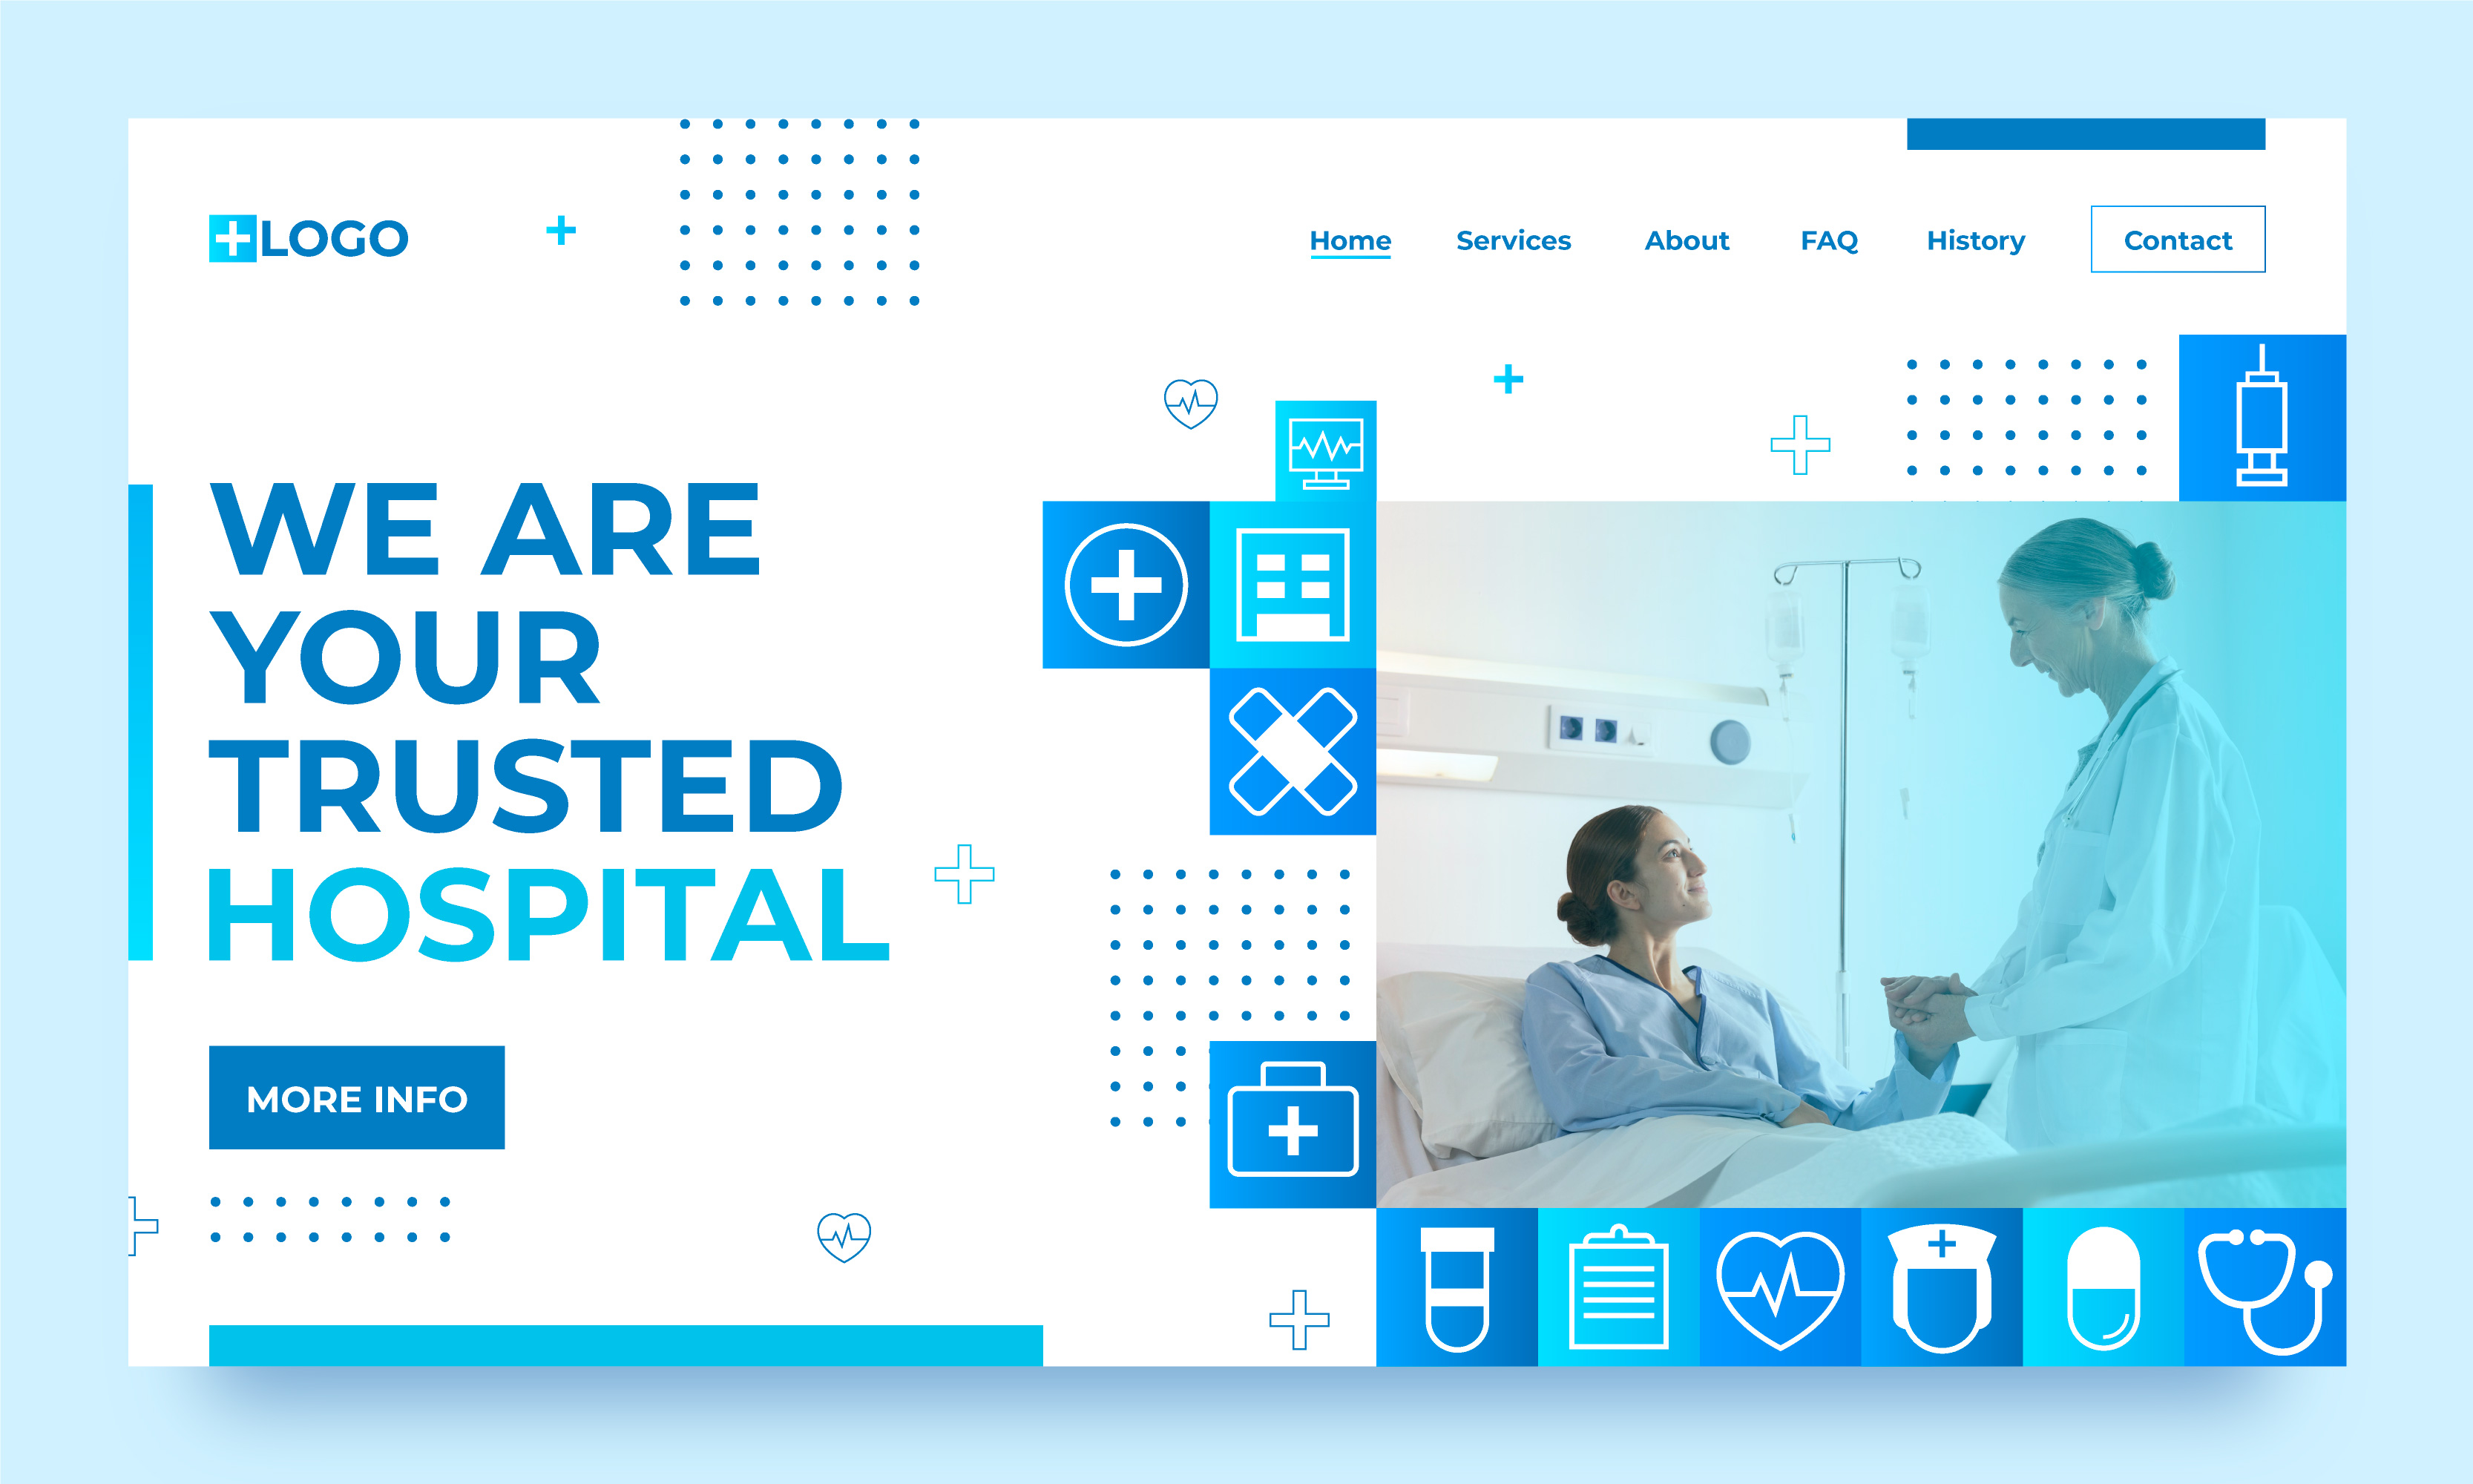 LOGO
Home Services About FAQ History Contact
WE ARE
YOUR
TRUSTED
HOSPITAL
MORE INFO